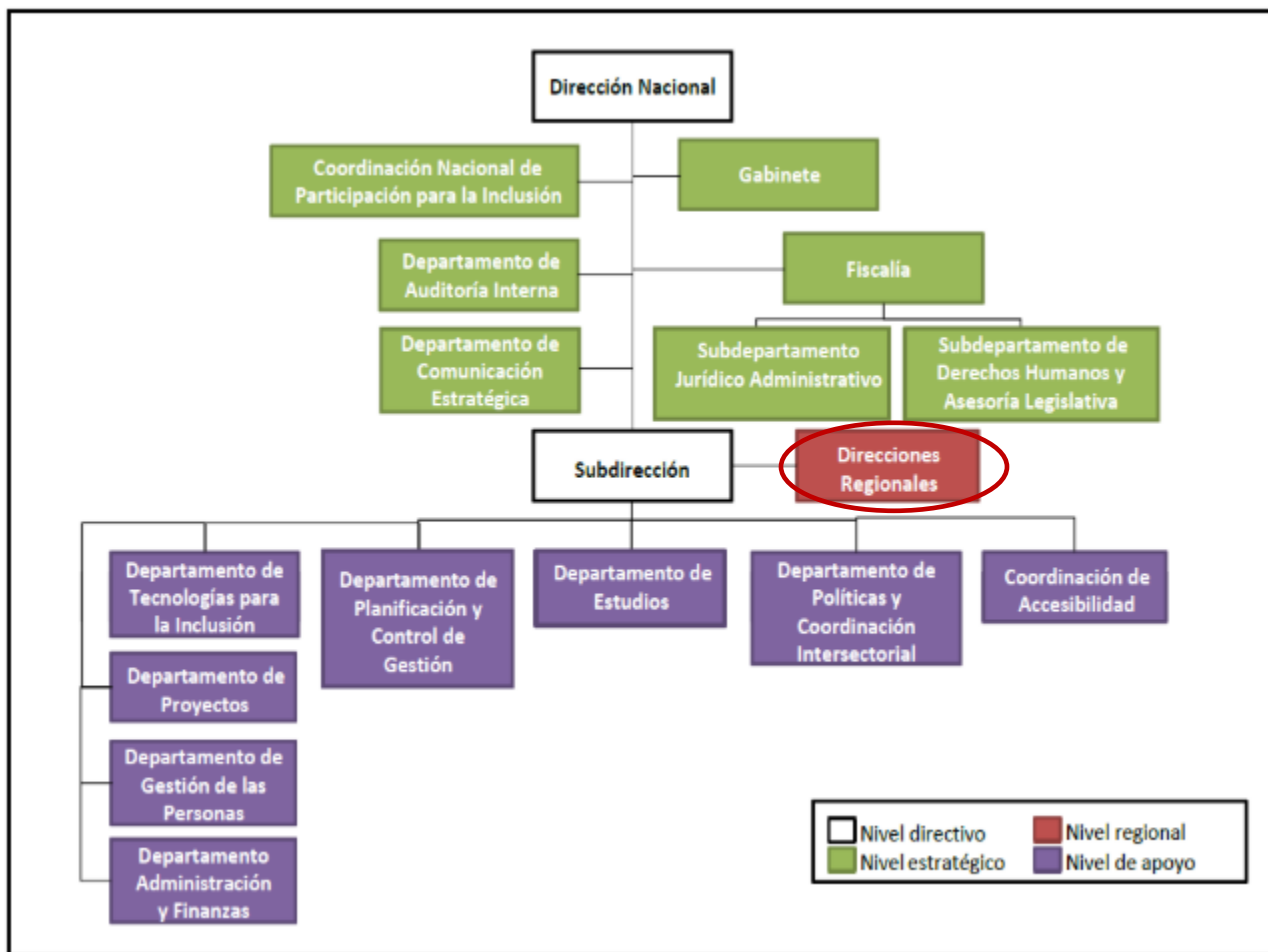 Dirección Nacional
Coordinación Nacional de
Participación para la Inclusión
Gabinete
Departamento de
Auditoría Interna
Fiscalía
Departamento de
Comunicación
Estratégica
Subdepartamento
Jurídico Administrativo
Subdepartamento de
Derechos Humanos y
Asesoría Legislativa
Subdirección
Direcciones
Regionales
Departamento de
Tecnologías para
la Inclusión
Departamento de
Planificación y
Control de
Gestión
Departamento de
Estudios
Departamento de
Políticas y
Coordinación
Intersectorial
Coordinación de
Accesibilidad
Departamento de
Proyectos
Departamento de
Gestión de las
Personas
Departamento
Administración
y Finanzas
Nivel directivo
Nivel regional
Nivel estratégico
Nivel de apoyo